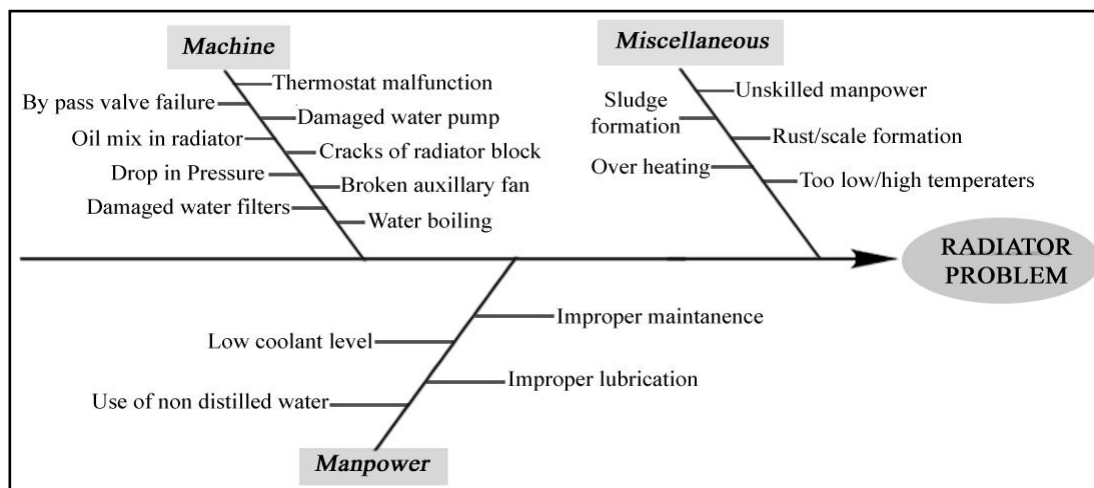 Machine
Thermostat malfunction
By pass valve failure
Damaged water pump
Oil mix in radiator
Cracks of radiator block
Drop in Pressure
Broken auxillary fan
Damaged water filters
Water boiling
Miscellaneous
Unskilled manpower
Sludge
formation
Rust/scale formation
Over heating
Too low/high temperaters
RADIATOR
PROBLEM
Improper maintanence
Low coolant level
Improper lubrication
Use of non distilled water
Manpower